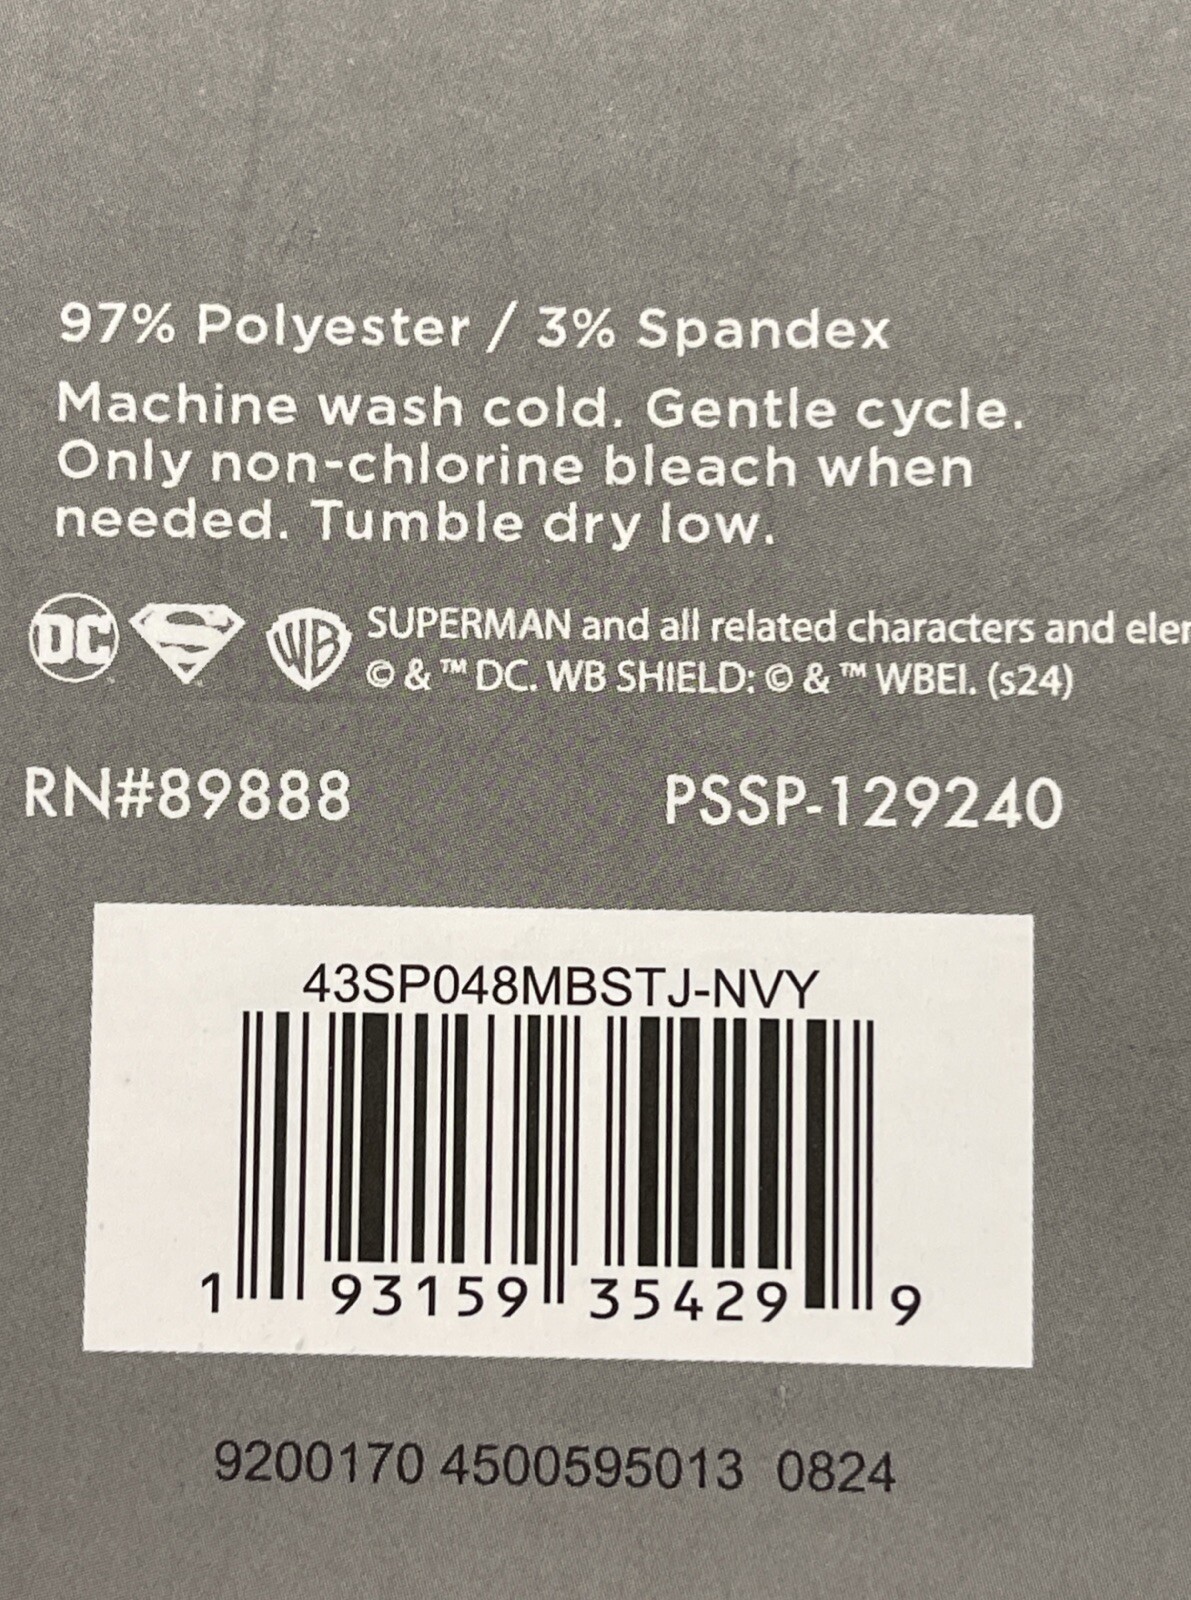 97% Polyester / 3% Spandex
Machine wash cold. Gentle cycle.
Only non-chlorine bleach when
needed. Tumble dry low.
DC S WB SUPERMAN and all related characters and
© & ™ DC. WB SHIELD: © & ™ WBEI. (s24)
RN#89888 PSSP-129240
43SP048MBSTJ-NVY
1 93159 35429 9
9200170 4500595013 0824